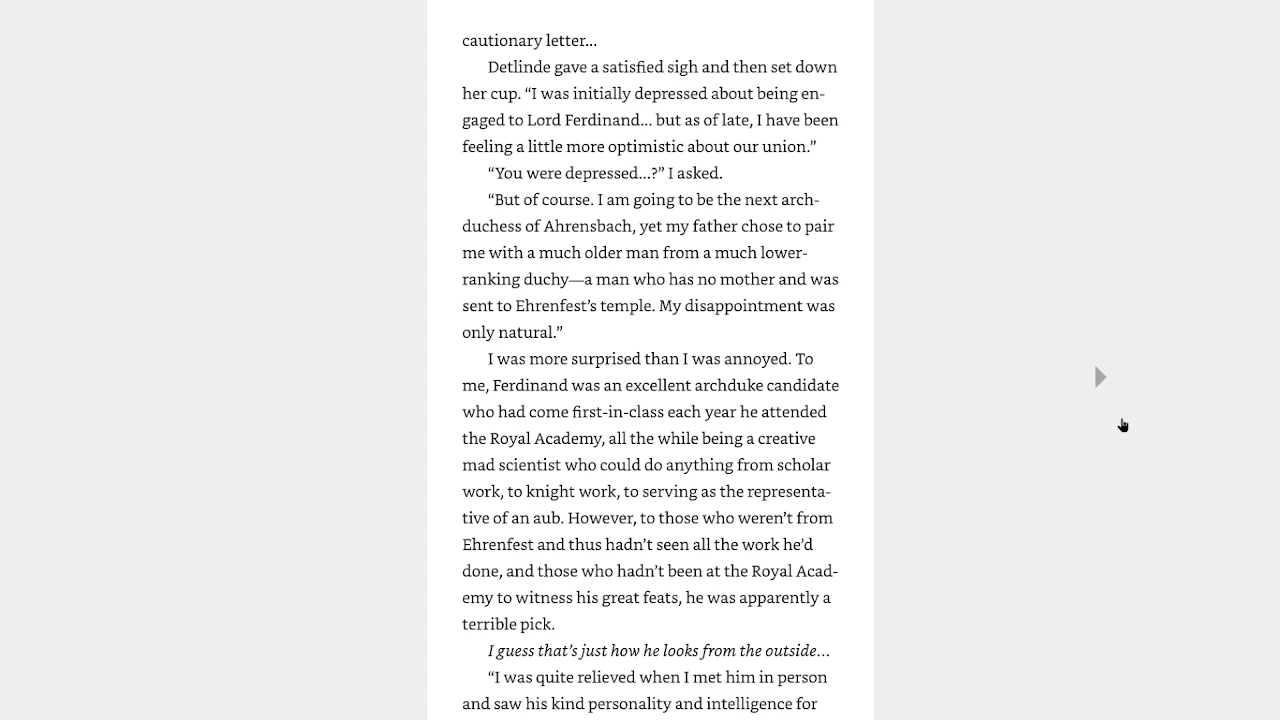 cautionary letter...
Detlinde gave a satisfied sigh and then set down
her cup. “I was initially depressed about being en-
gaged to Lord Ferdinand... but as of late, I have been
feeling a little more optimistic about our union.”
“You were depressed...?” I asked.
“But of course. I am going to be the next arch-
duchess of Ahrensbach, yet my father chose to pair
me with a much older man from a much lower-
ranking duchy—a man who has no mother and was
sent to Ehrenfest’s temple. My disappointment was
only natural.”
I was more surprised than I was annoyed. To
me, Ferdinand was an excellent archduke candidate
who had come first-in-class each year he attended
the Royal Academy, all the while being a creative
mad scientist who could do anything from scholar
work, to knight work, to serving as the representa-
tive of an aub. However, to those who weren’t from
Ehrenfest and thus hadn’t seen all the work he’d
done, and those who hadn’t been at the Royal Acad-
emy to witness his great feats, he was apparently a
terrible pick.
I guess that’s just how he looks from the outside...
“I was quite relieved when I met him in person
and saw his kind personality and intelligence for